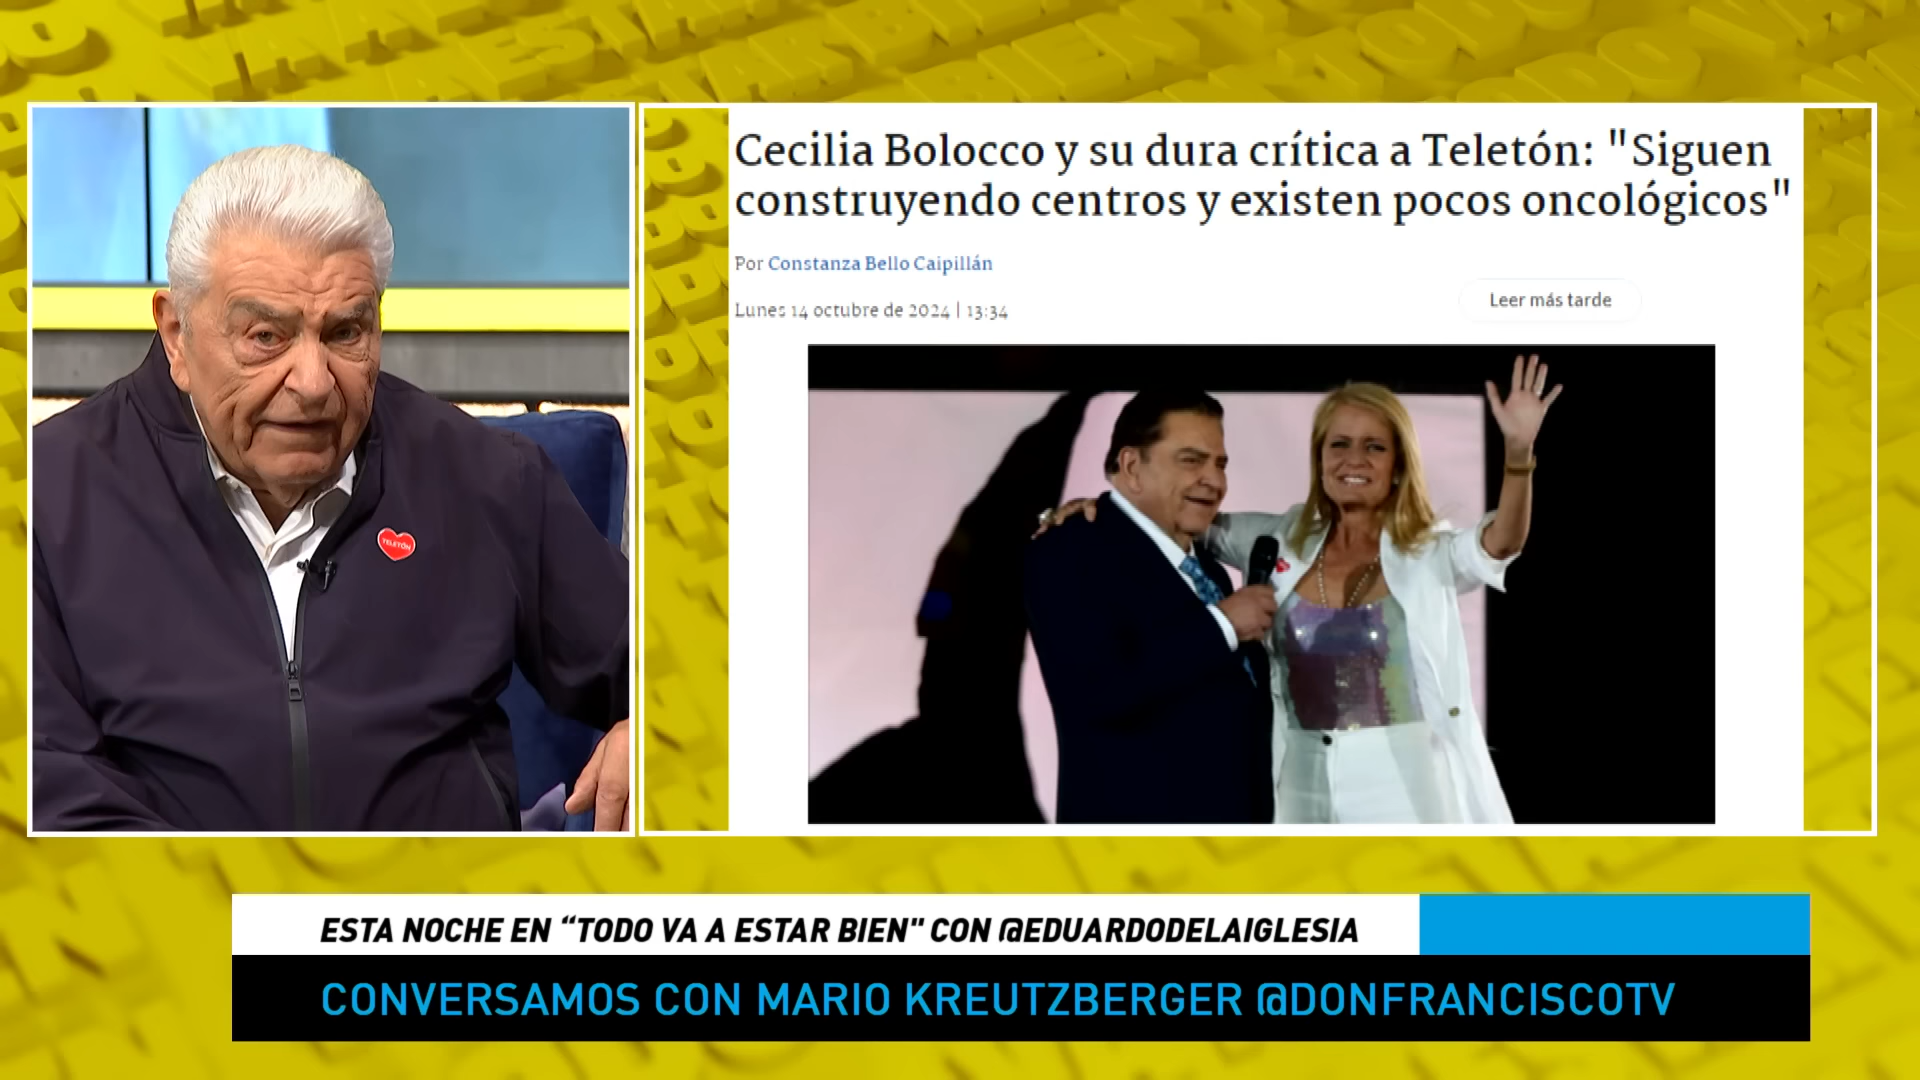 Cecilia Bolocco y su dura crítica a Teletón: "Siguen
construyendo centros y existen pocos oncológicos"
Por Constanza Bello Caipillán
Lunes 14 octubre de 2024 | 13:34
Leer más tarde
TELETÓN
ESTA NOCHE EN “TODO VA A ESTAR BIEN" CON @EDUARDODELAIGLESIA
CONVERSAMOS CON MARIO KREUTZBERGER @DONFRANCISCOTV